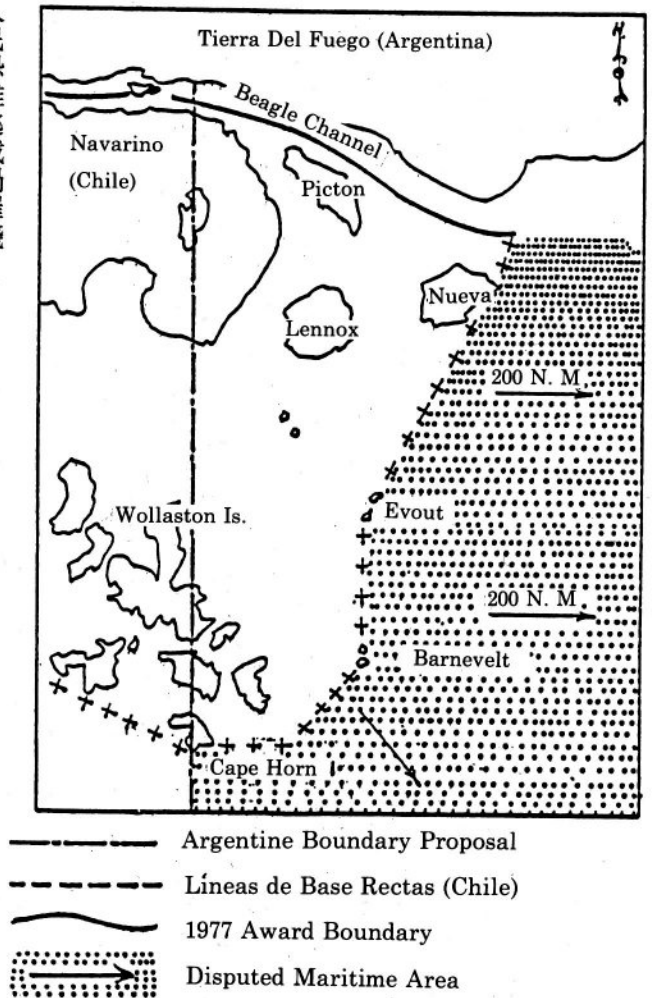 Tierra Del Fuego (Argentina)
Beagle Channel
Navarino
(Chile)
Picton
Nueva
Lennox
200 N. M.
Evout
Wollaston Is.
200 N. M
Barnevelt
Cape Horn
Argentine Boundary Proposal
Líneas de Base Rectas (Chile)
1977 Award Boundary
Disputed Maritime Area